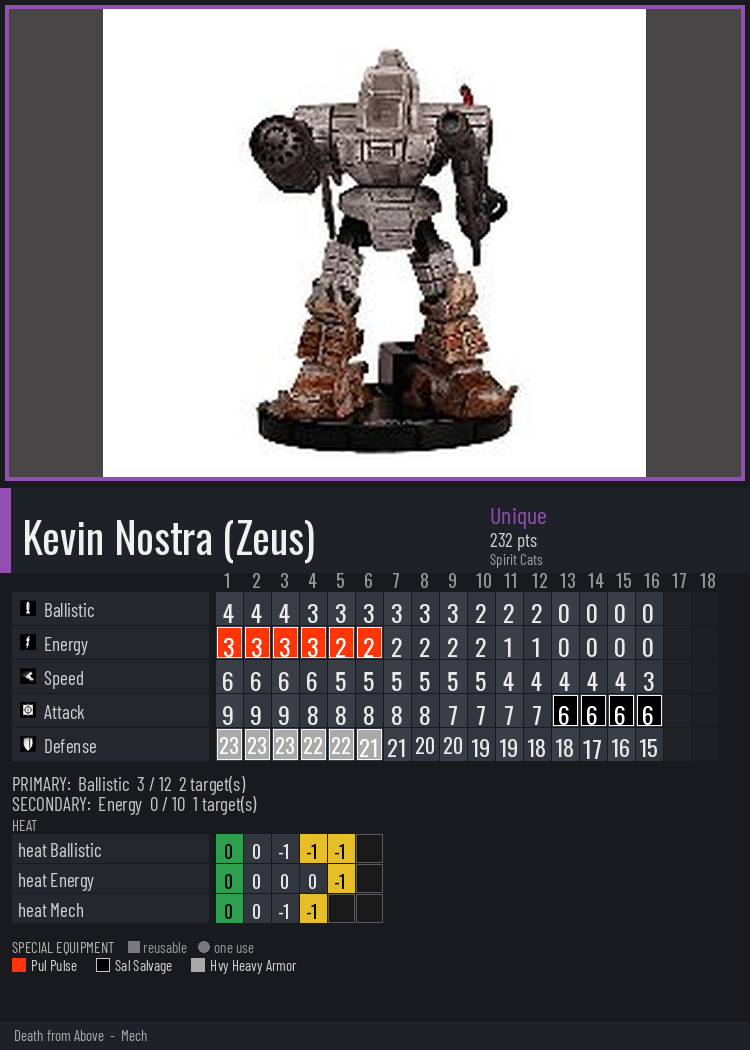 Kevin Nostra (Zeus)
Unique
232 pts
Spirit Cats
1 2 3 4 5 6 7 8 9 10 11 12 13 14 15 16 17 18
Ballistic 4 4 4 3 3 3 3 3 3 2 2 2 0 0 0 0
Energy 3 3 3 3 2 2 2 2 2 2 1 1 0 0 0 0
Speed 6 6 6 6 5 5 5 5 5 5 4 4 4 4 4 3
Attack 9 9 9 8 8 8 8 8 7 7 7 7 6 6 6 6
Defense 23 23 23 22 22 21 21 20 20 19 19 18 18 17 16 15
PRIMARY: Ballistic 3 / 12 2 target(s)
SECONDARY: Energy 0 / 10 1 target(s)
HEAT
heat Ballistic 0 0 -1 -1 -1
heat Energy 0 0 0 0 -1
heat Mech 0 0 -1 -1
SPECIAL EQUIPMENT reusable one use
Pul Pulse Sal Salvage Hvy Heavy Armor
Death from Above - Mech